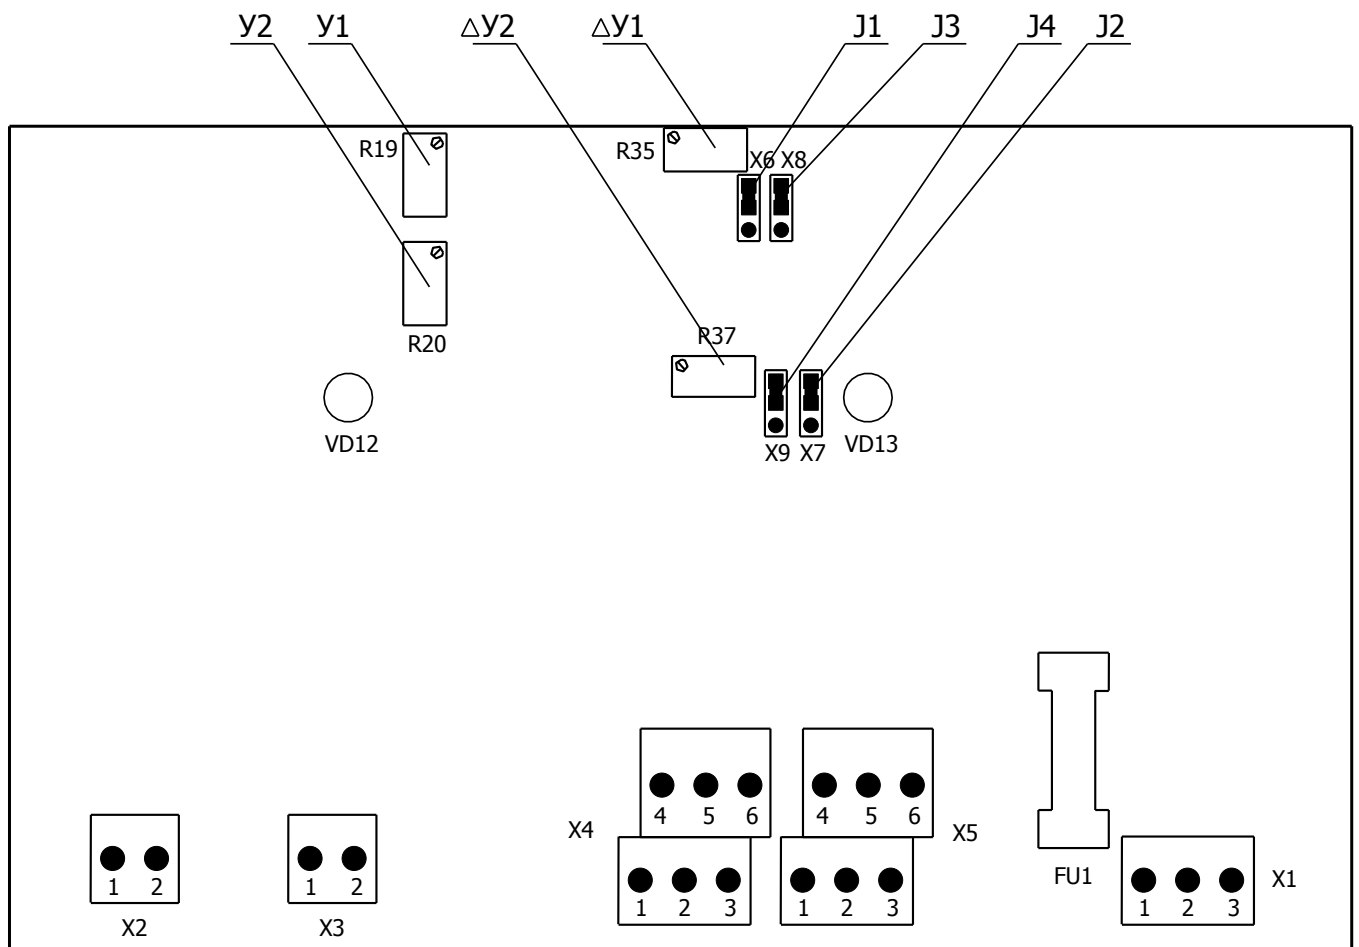 У2 У1 △У2 △У1 J1 J3 J4 J2
R19 R35 X6 X8
R20 R37
VD12 X9 X7 VD13
4 5 6 4 5 6
X4 X5
1 2 1 2 FU1 X1
1 2 3 1 2 3 1 2 3
X2 X3